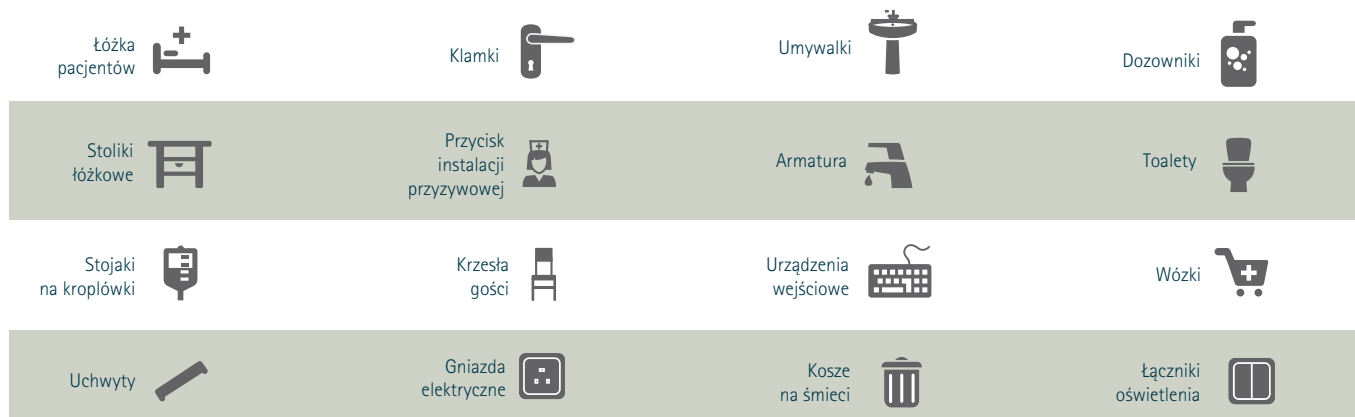 Łóżka
pacjentów
Klamki
Umywalki
Dozowniki
Stoliki
łóżkowe
Przycisk
instalacji
przyzywowej
Armatura
Toalety
Stojaki
na kroplówki
Krzesła
gości
Urządzenia
wejściowe
Wózki
Uchwyty
Gniazda
elektryczne
Kosze
na śmieci
Łączniki
oświetlenia